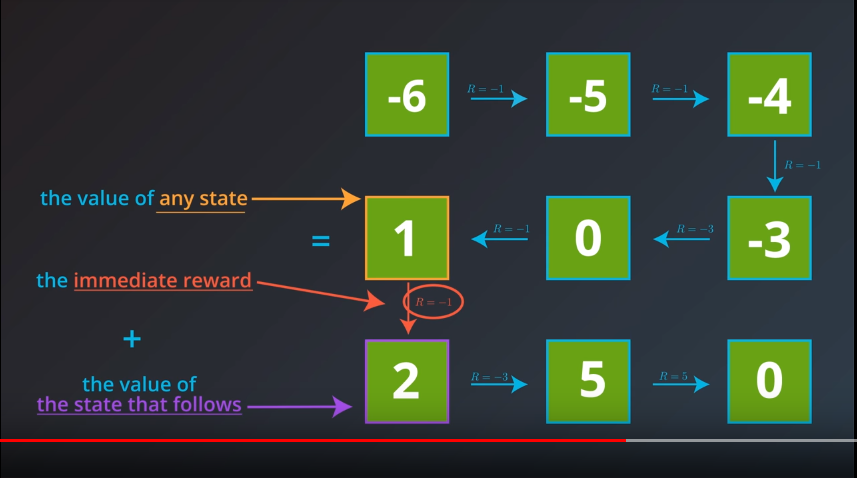 -6 R = −1 -5 R = −1 -4
R = −1
the value of any state
1 R = −1 0 R = −3 -3
=
the immediate reward
R = −1
+
the value of
the state that follows
2 R = −3 5 R = 5 0